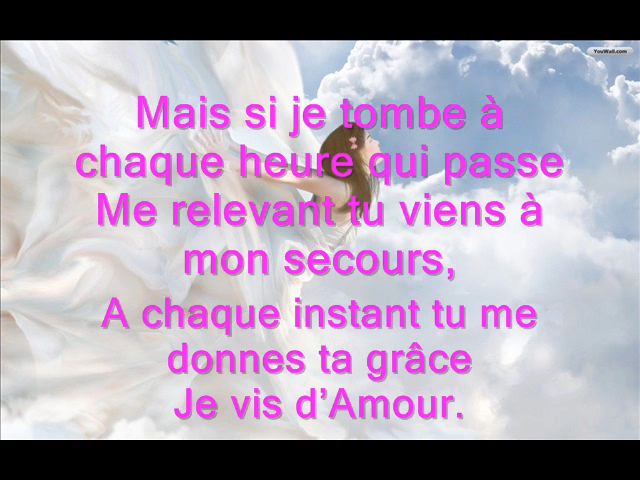 YouWall.com
Mais si je tombe à
chaque heure qui passe
Me relevant tu viens à
mon secours,
A chaque instant tu me
donnes ta grâce
Je vis d’Amour.